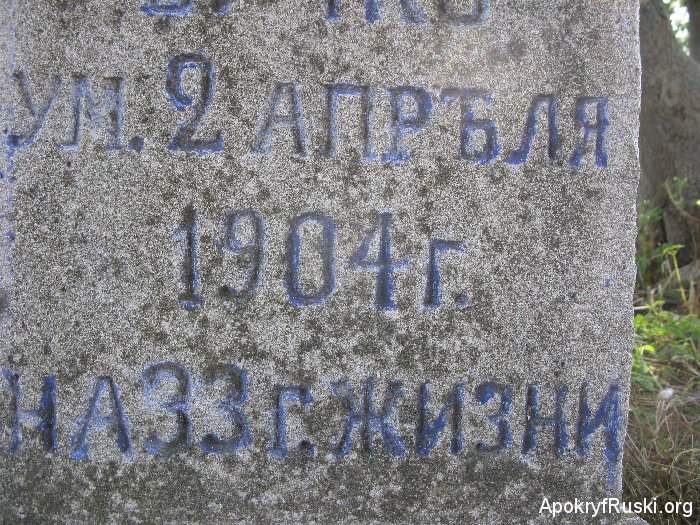 УМ. 2 АПРѢЛЯ
1904 г.
НА 33 г. ЖИЗНИ
ApokryfRuski.org